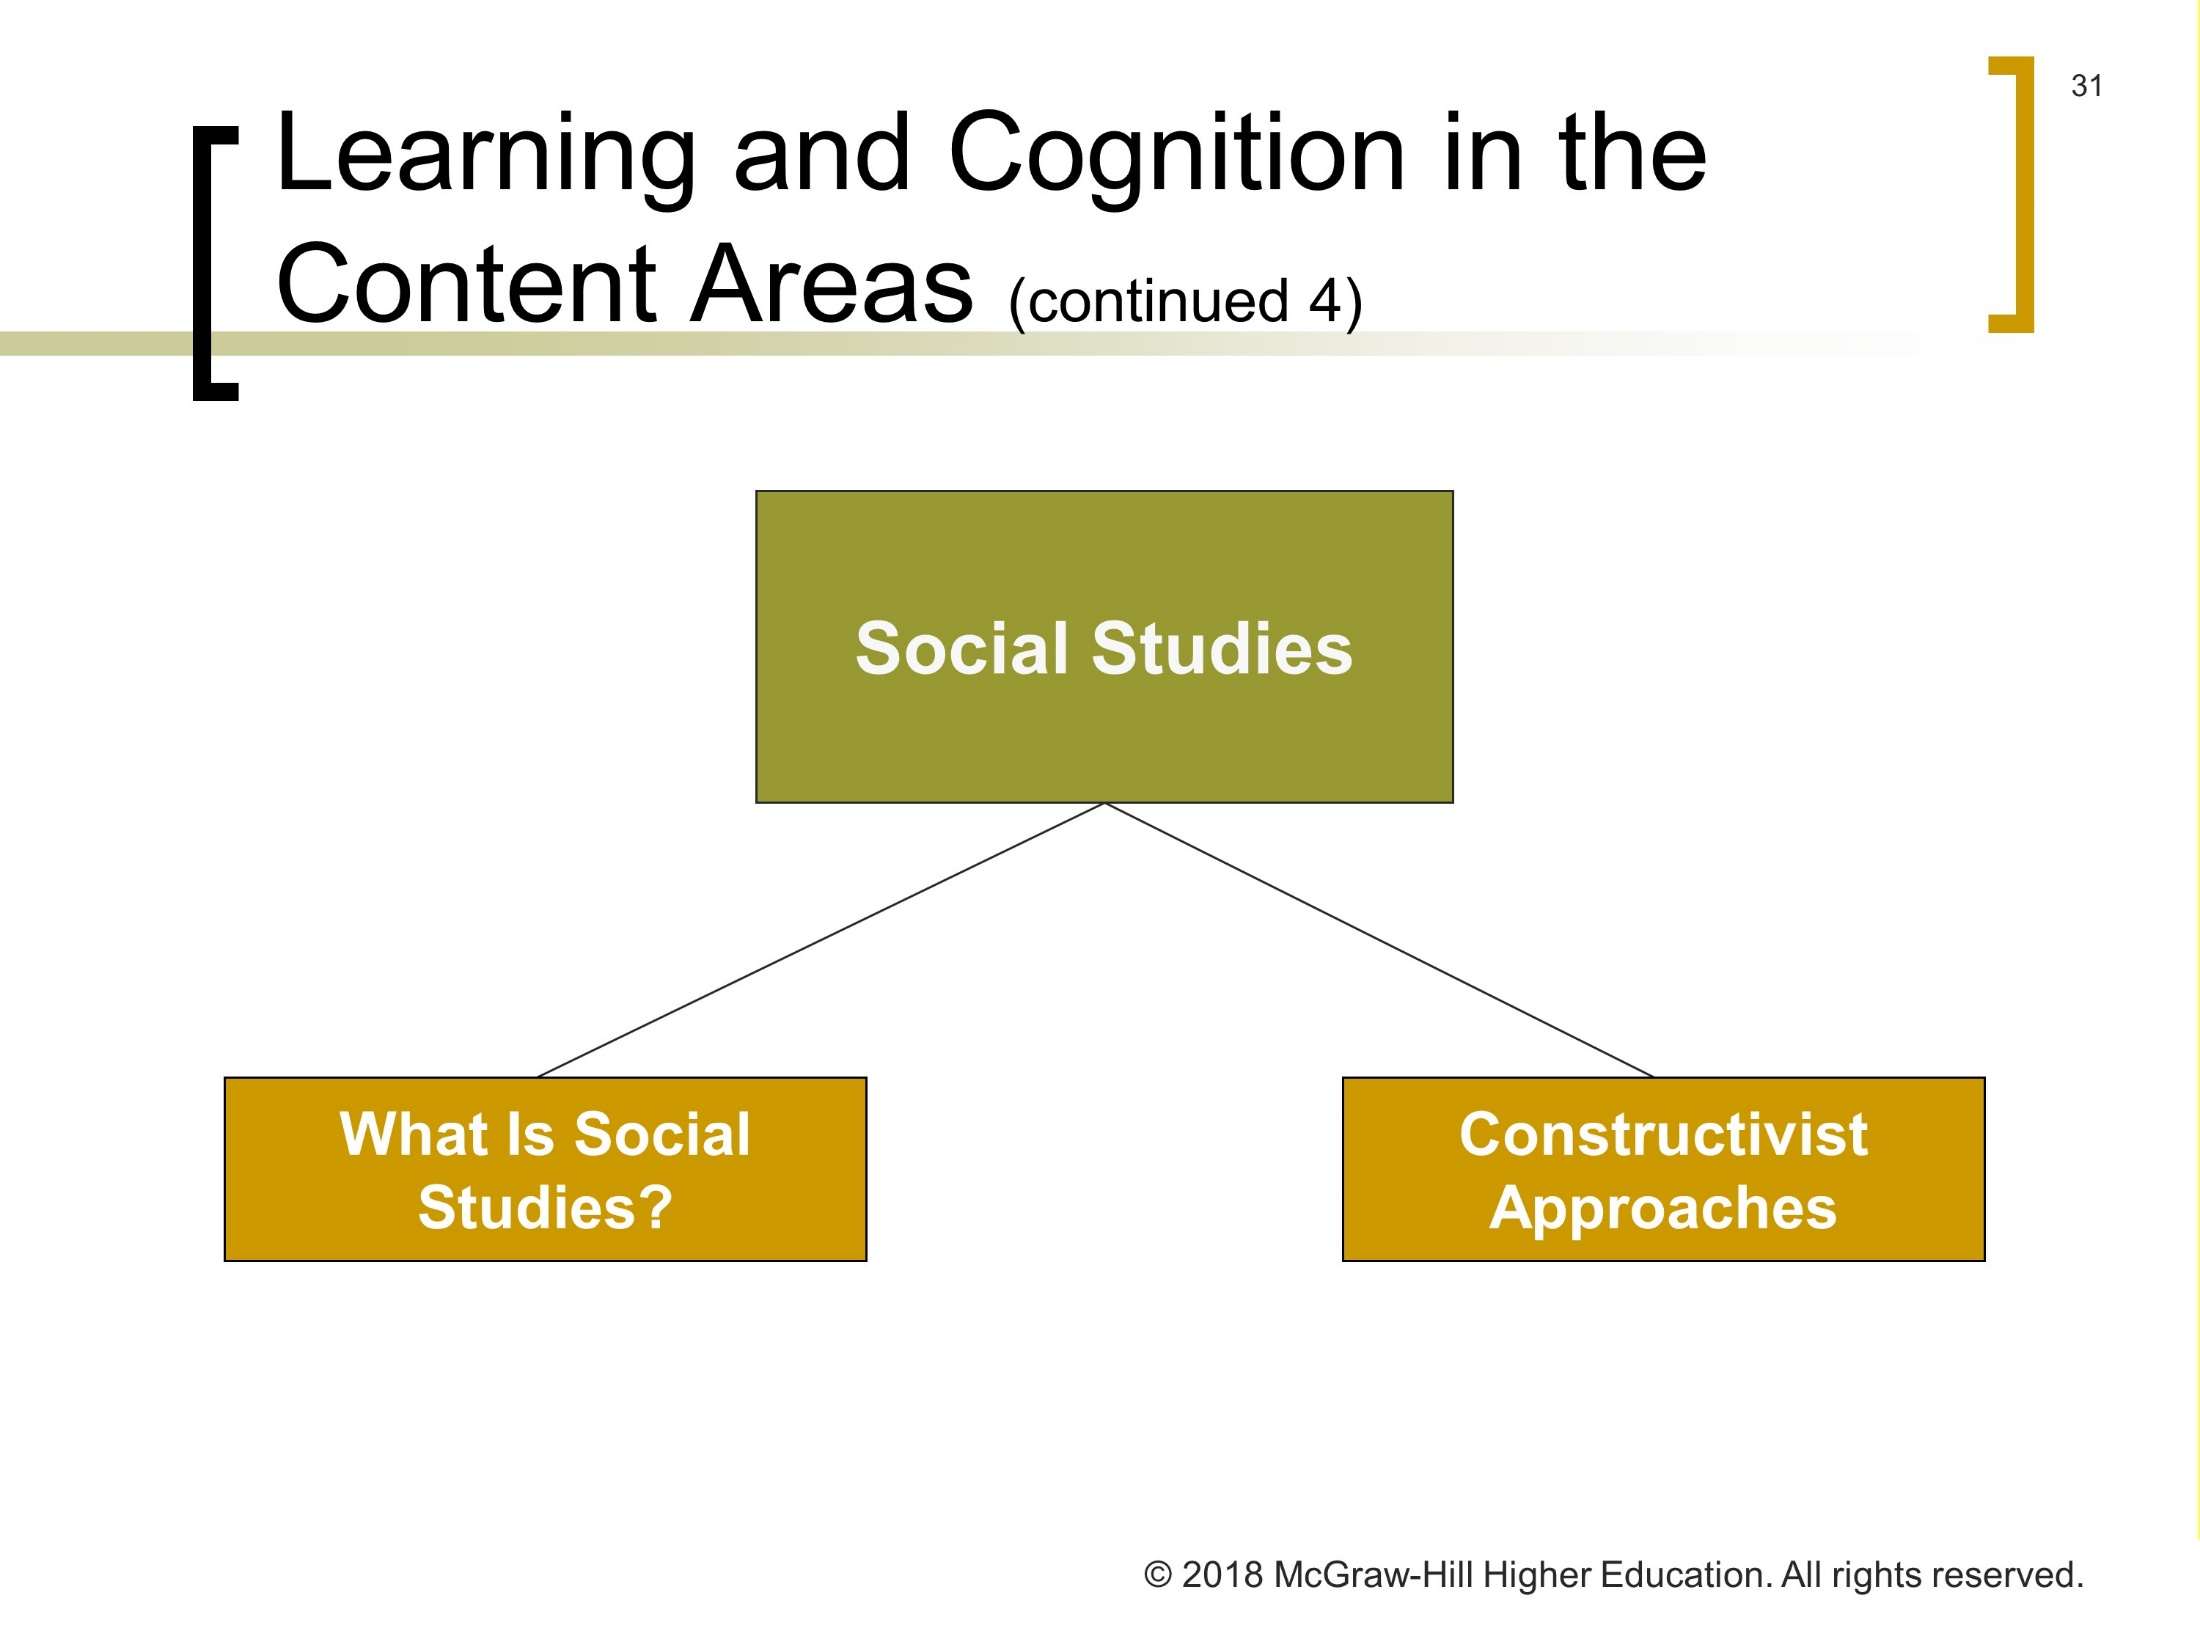 31
Learning and Cognition in the
Content Areas (continued 4)
Social Studies
What Is Social
Studies?
Constructivist
Approaches
© 2018 McGraw-Hill Higher Education. All rights reserved.